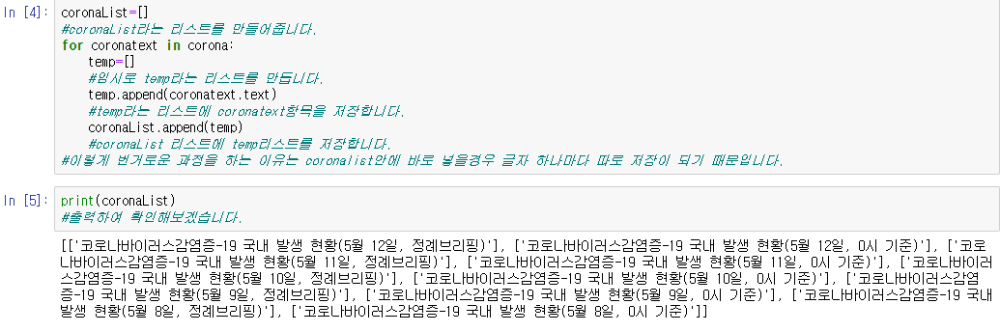 In [4]: coronaList=[]
#coronaList라는 리스트를 만들어줍니다.
for coronatext in corona:
temp=[]
#임시로 temp라는 리스트를 만듭니다.
temp.append(coronatext.text)
#temp라는 리스트에 coronatext항목을 저장합니다.
coronaList.append(temp)
#coronaList 리스트에 temp리스트를 저장합니다.
#이렇게 번거로운 과정을 하는 이유는 coronalist안에 바로 넣을경우 글자 하나마다 따로 저장이 되기 때문입니다.
In [5]: print(coronaList)
#출력하여 확인해보겠습니다.
[['코로나바이러스감염증-19 국내 발생 현황(5월 12일, 정례브리핑)'], ['코로나바이러스감염증-19 국내 발생 현황(5월 12일, 0시 기준)'], ['코로
나바이러스감염증-19 국내 발생 현황(5월 11일, 정례브리핑)'], ['코로나바이러스감염증-19 국내 발생 현황(5월 11일, 0시 기준)'], ['코로나바이러
스감염증-19 국내 발생 현황(5월 10일, 정례브리핑)'], ['코로나바이러스감염증-19 국내 발생 현황(5월 10일, 0시 기준)'], ['코로나바이러스감염
증-19 국내 발생 현황(5월 9일, 정례브리핑)'], ['코로나바이러스감염증-19 국내 발생 현황(5월 9일, 0시 기준)'], ['코로나바이러스감염증-19 국내
발생 현황(5월 8일, 정례브리핑)'], ['코로나바이러스감염증-19 국내 발생 현황(5월 8일, 0시 기준)']]